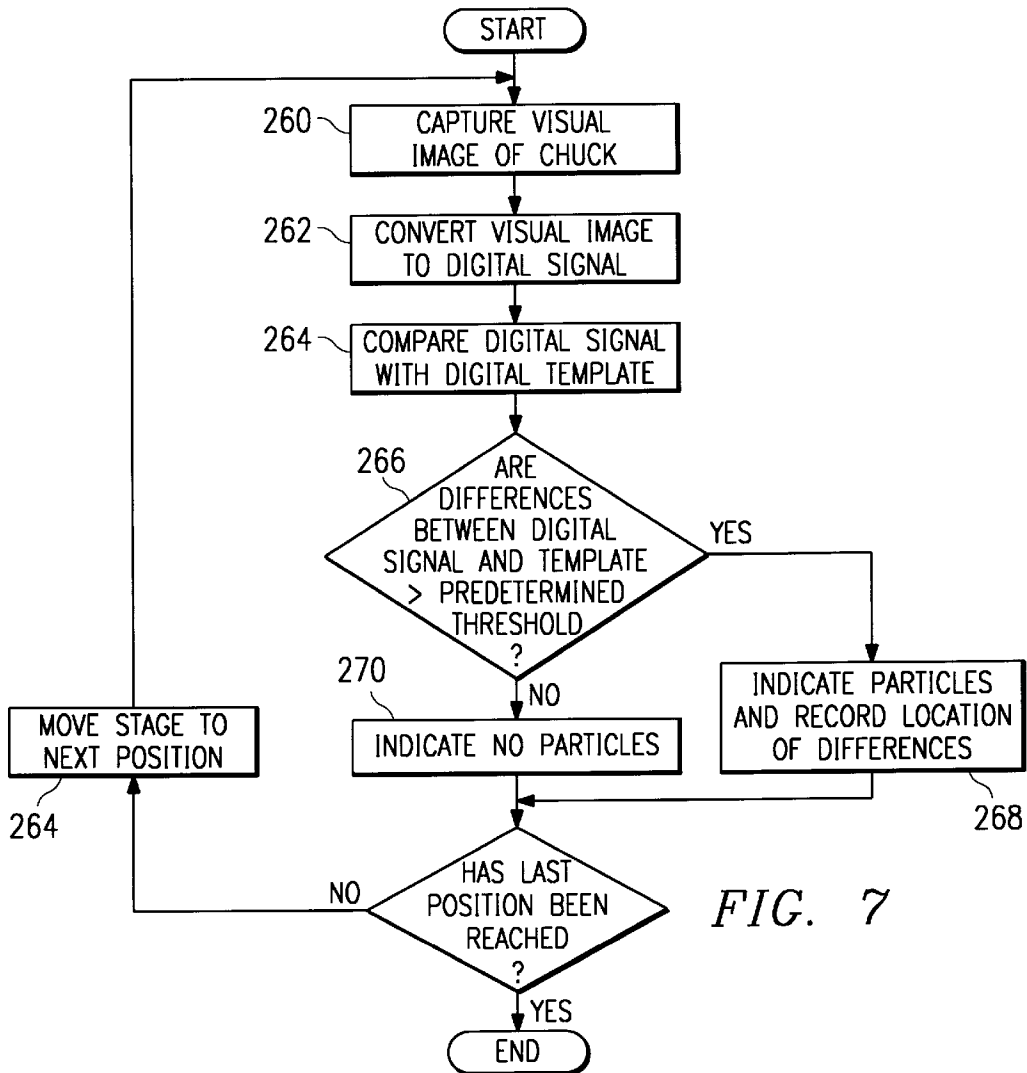 START
260
CAPTURE VISUAL
IMAGE OF CHUCK
262
CONVERT VISUAL IMAGE
TO DIGITAL SIGNAL
264
COMPARE DIGITAL SIGNAL
WITH DIGITAL TEMPLATE
266
ARE
DIFFERENCES
BETWEEN DIGITAL
SIGNAL AND TEMPLATE
> PREDETERMINED
THRESHOLD
?
YES
NO
270
INDICATE NO PARTICLES
INDICATE PARTICLES
AND RECORD LOCATION
OF DIFFERENCES
268
MOVE STAGE TO
NEXT POSITION
264
HAS LAST
POSITION BEEN
REACHED
?
NO
YES
END
FIG. 7